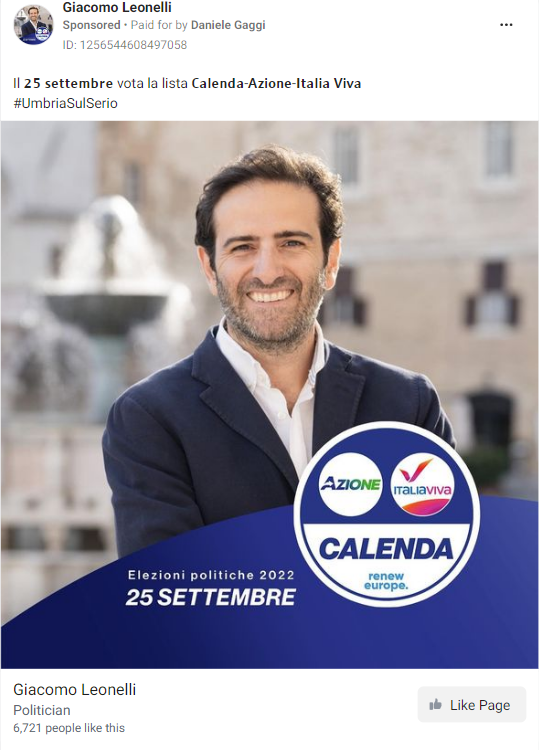 Giacomo Leonelli
Sponsored • Paid for by Daniele Gaggi
ID: 1256544608497058
Il 25 settembre vota la lista Calenda-Azione-Italia Viva
#UmbriaSulSerio
AZIONE
ITALIAVIVA
CALENDA
renew
europe.
Elezioni politiche 2022
25 SETTEMBRE
Giacomo Leonelli
Politician
6,721 people like this
Like Page